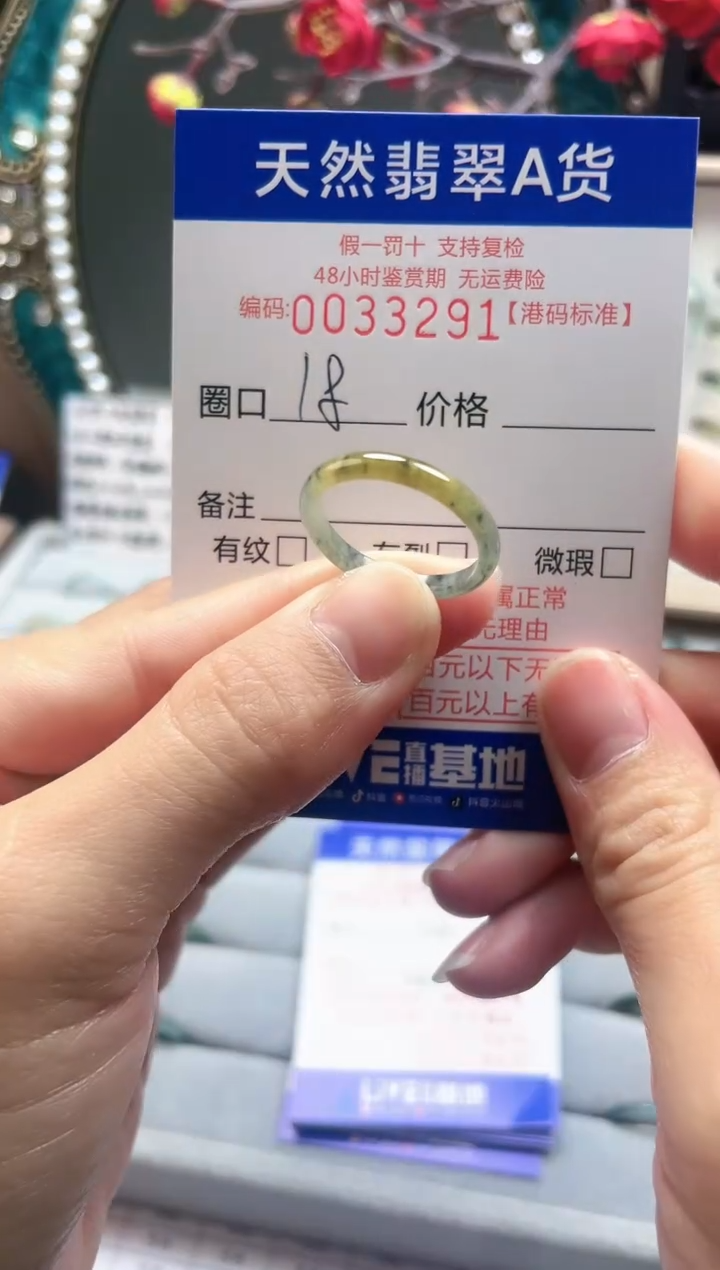 天然翡翠A货
假一罚十 支持复检
48小时鉴赏期 无运费险
编码:0033291【港码标准】
圈口 18 价格
备注
有纹□ 有裂□ 微瑕□
属正常
理由
百元以下无
百元以上有
直播基地